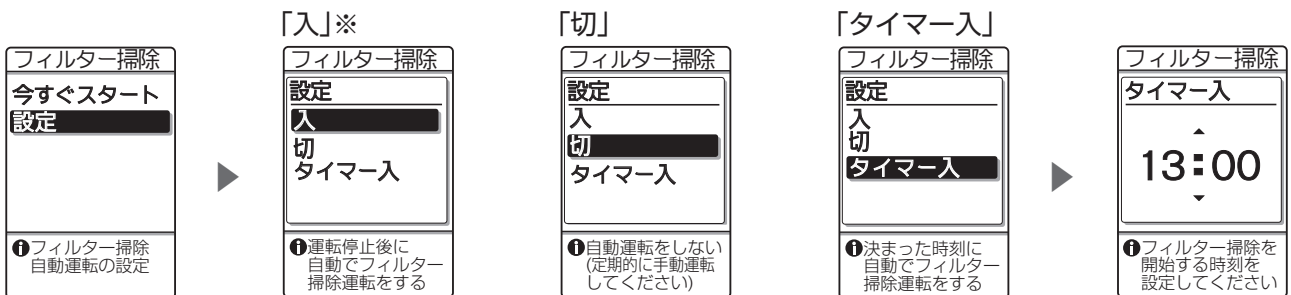 フィルター掃除
今すぐスタート
設定
❶フィルター掃除
自動運転の設定
「入」※
フィルター掃除
設定
入
切
タイマー入
❶運転停止後に
自動でフィルター
掃除運転をする
「切」
フィルター掃除
設定
入
切
タイマー入
❶自動運転をしない
(定期的に手動運転
してください)
「タイマー入」
フィルター掃除
設定
入
切
タイマー入
❶決まった時刻に
自動でフィルター
掃除運転をする
フィルター掃除
タイマー入
13:00
❶フィルター掃除を
開始する時刻を
設定してください